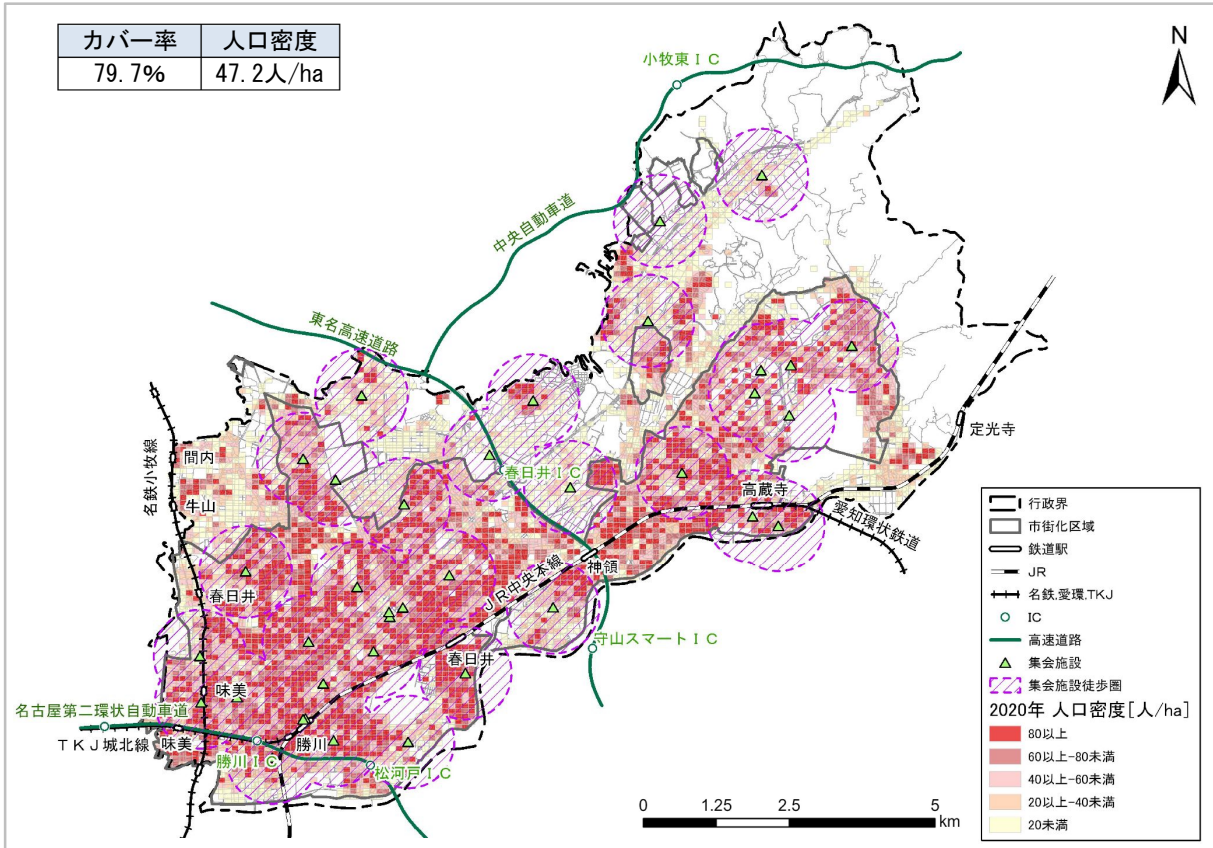 カバー率 人口密度
79.7% 47.2人/ha
N
小牧東ＩＣ
中央自動車道
東名高速道路
名鉄小牧線
間内
牛山
春日井ＩＣ
定光寺
高蔵寺
愛知環状鉄道
春日井
神領
ＪＲ中央本線
守山スマートＩＣ
春日井
味美
名古屋第二環状自動車道
ＴＫＪ城北線
味美
勝川
勝川ＩＣ
松河戸ＩＣ
行政界
市街化区域
鉄道駅
JR
名鉄,愛環,TKJ
IC
高速道路
集会施設
集会施設徒歩圏
2020年 人口密度[人/ha]
80以上
60以上-80未満
40以上-60未満
20以上-40未満
20未満
0 1.25 2.5 5
km